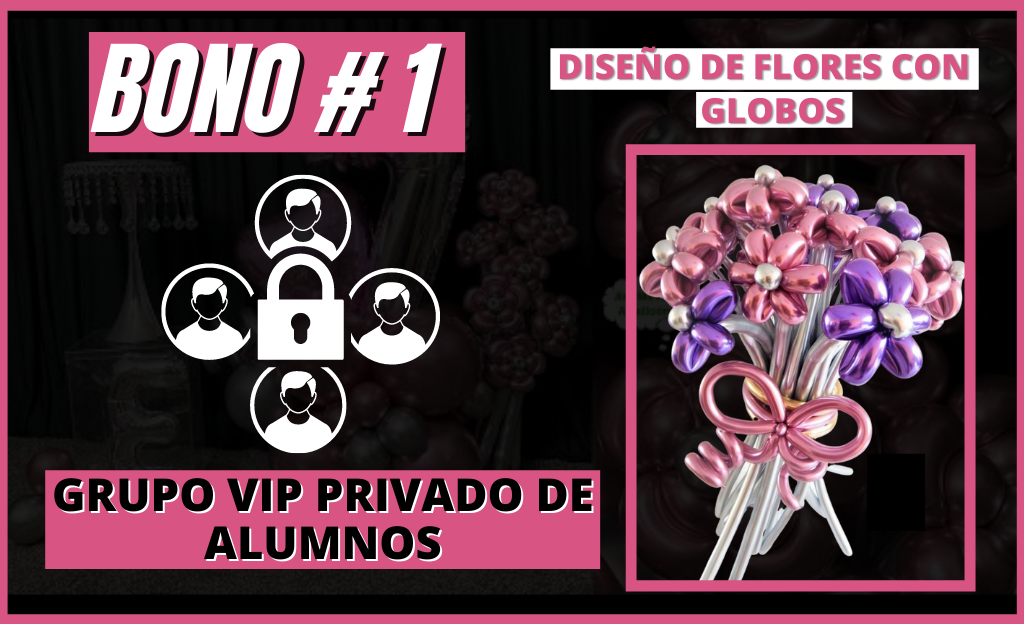 BONO # 1
DISEÑO DE FLORES CON
GLOBOS
GRUPO VIP PRIVADO DE
ALUMNOS